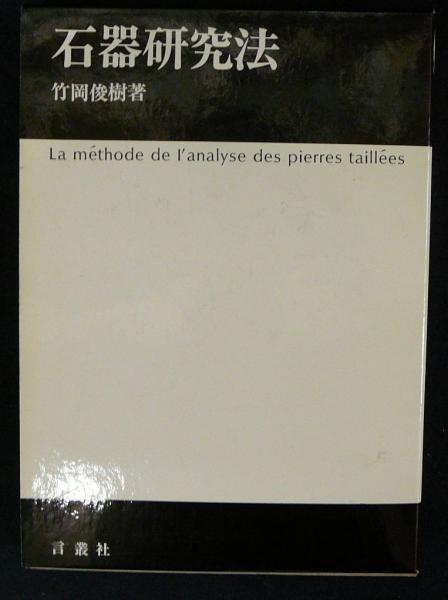 石器研究法
竹岡俊樹著
La méthode de l'analyse des pierres taillées
言叢社